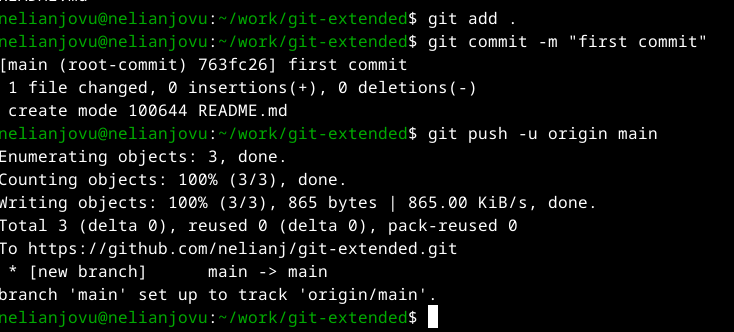 nelianjovu@nelianjovu:~/work/git-extended$ git add .
nelianjovu@nelianjovu:~/work/git-extended$ git commit -m "first commit"
[main (root-commit) 763fc26] first commit
 1 file changed, 0 insertions(+), 0 deletions(-)
 create mode 100644 README.md
nelianjovu@nelianjovu:~/work/git-extended$ git push -u origin main
Enumerating objects: 3, done.
Counting objects: 100% (3/3), done.
Writing objects: 100% (3/3), 865 bytes | 865.00 KiB/s, done.
Total 3 (delta 0), reused 0 (delta 0), pack-reused 0
To https://github.com/nelianj/git-extended.git
 * [new branch]      main -> main
branch 'main' set up to track 'origin/main'.
nelianjovu@nelianjovu:~/work/git-extended$